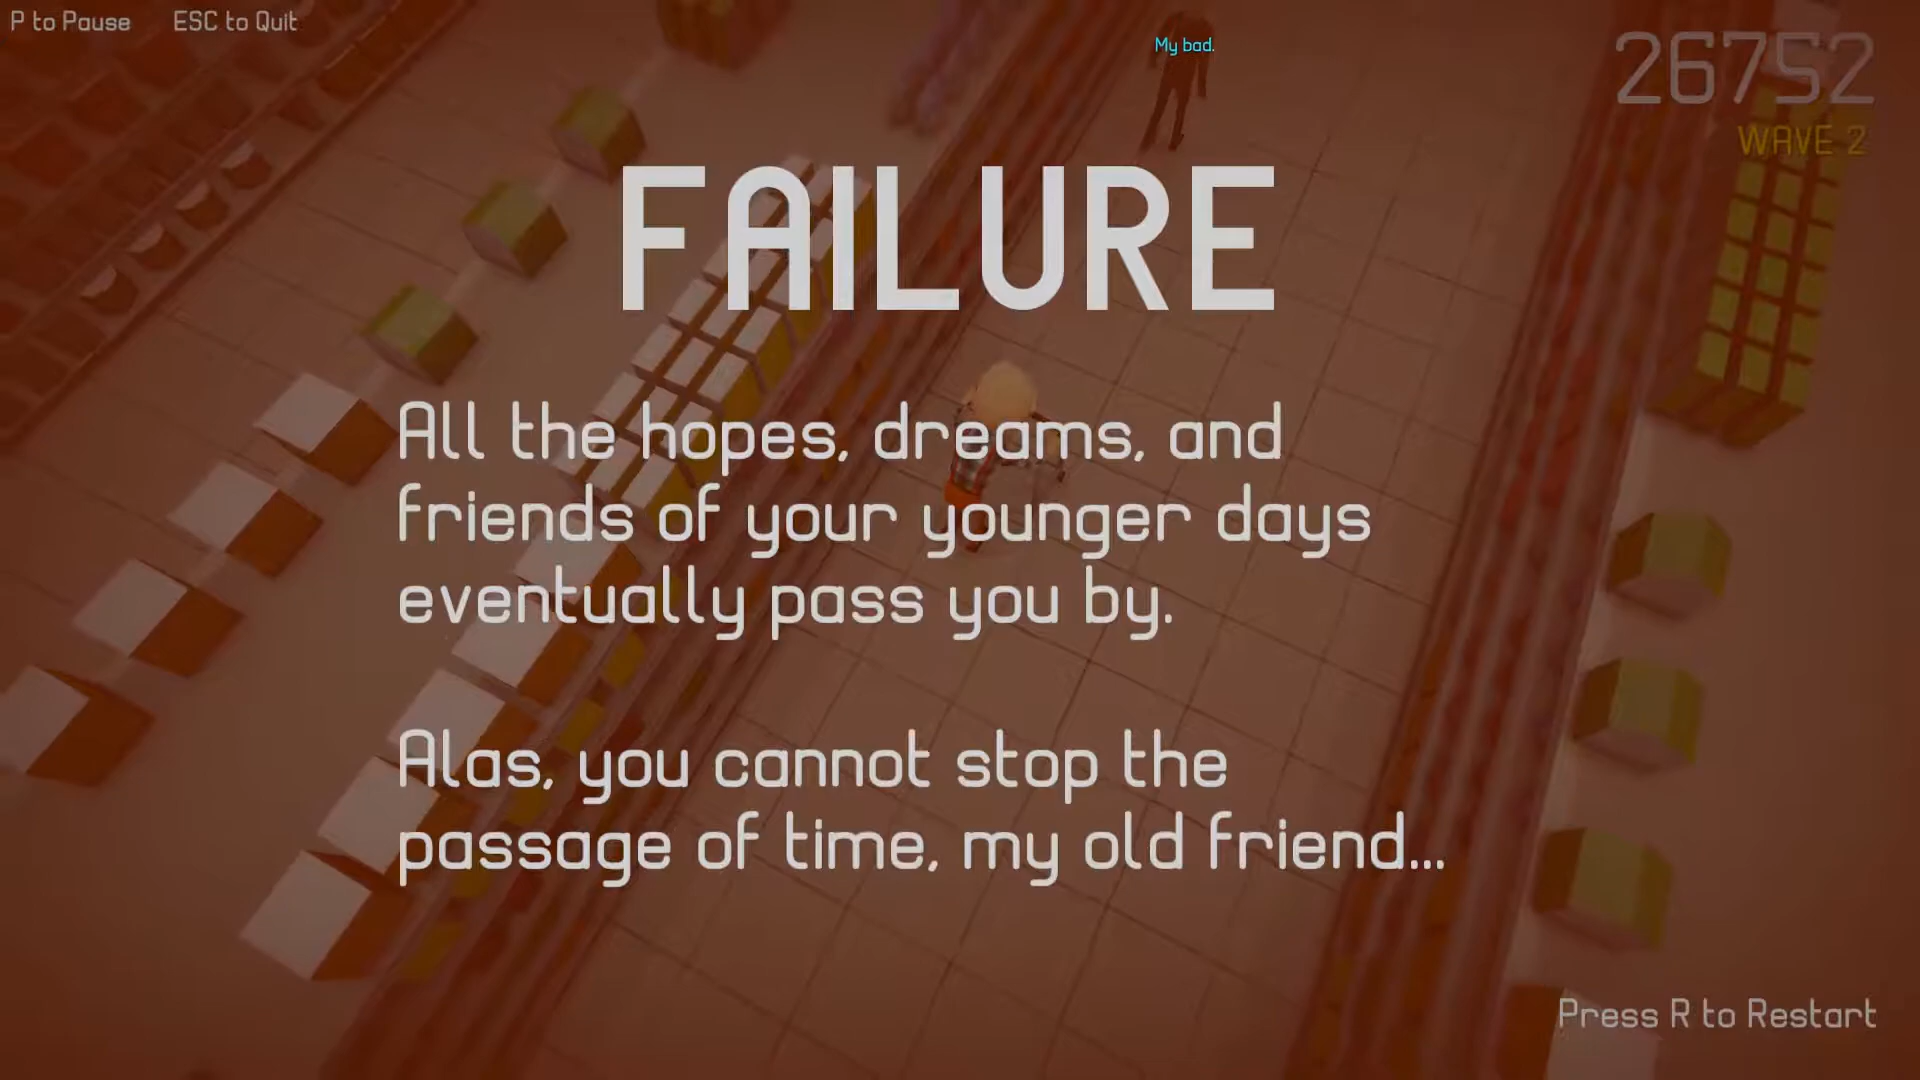 P to Pause ESC to Quit
My bad.
26752
WAVE 2
FAILURE
All the hopes, dreams, and
friends of your younger days
eventually pass you by.
Alas, you cannot stop the
passage of time, my old friend...
Press R to Restart